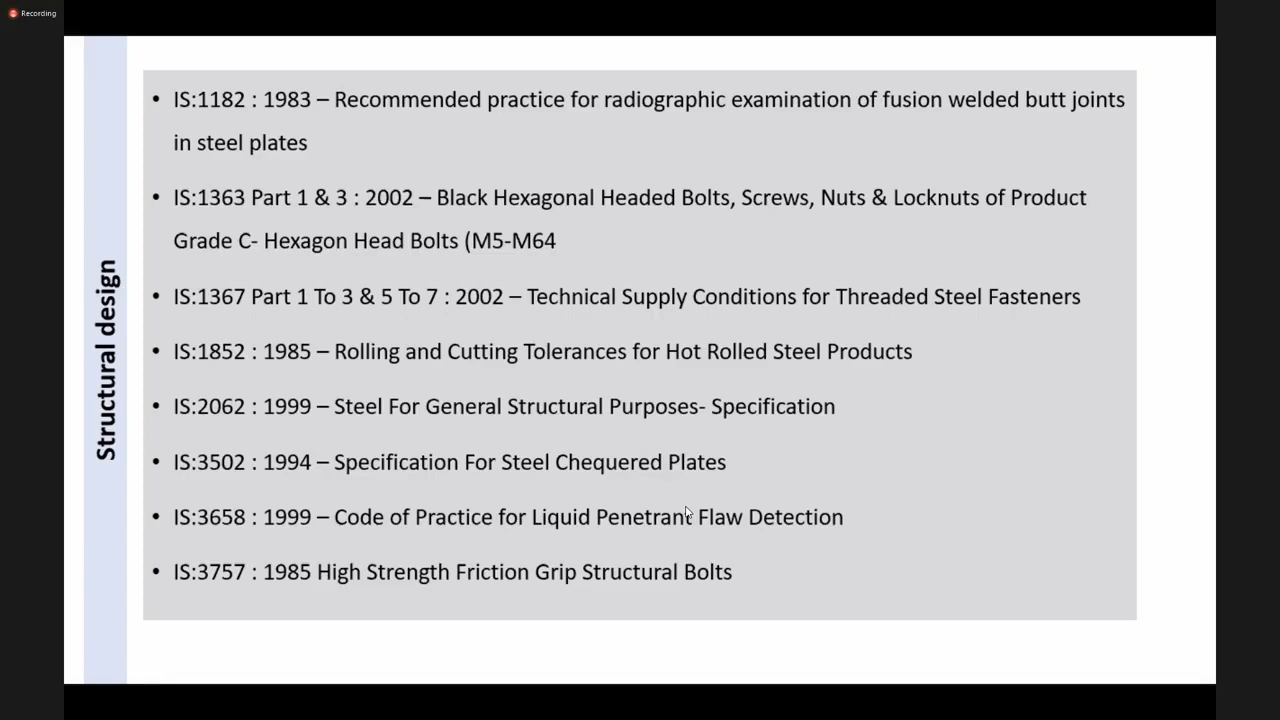 Recording
Structural design
• IS:1182 : 1983 – Recommended practice for radiographic examination of fusion welded butt joints
in steel plates
• IS:1363 Part 1 & 3 : 2002 – Black Hexagonal Headed Bolts, Screws, Nuts & Locknuts of Product
Grade C- Hexagon Head Bolts (M5-M64
• IS:1367 Part 1 To 3 & 5 To 7 : 2002 – Technical Supply Conditions for Threaded Steel Fasteners
• IS:1852 : 1985 – Rolling and Cutting Tolerances for Hot Rolled Steel Products
• IS:2062 : 1999 – Steel For General Structural Purposes- Specification
• IS:3502 : 1994 – Specification For Steel Chequered Plates
• IS:3658 : 1999 – Code of Practice for Liquid Penetrant Flaw Detection
• IS:3757 : 1985 High Strength Friction Grip Structural Bolts